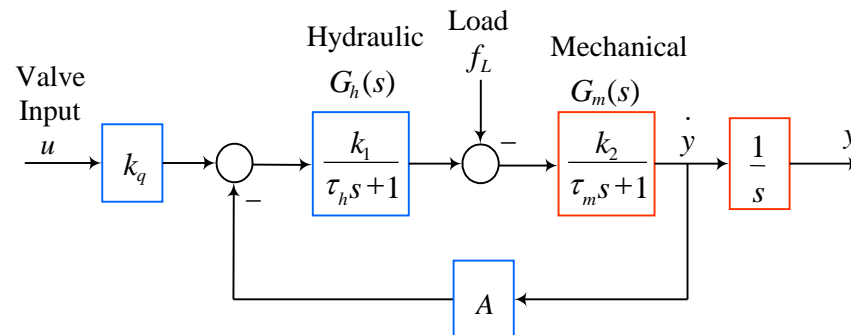 Hydraulic
G_h(s)
Load
f_L
Mechanical
G_m(s)
Valve
Input
u
k_q
−
k_1
τ_h s+1
−
k_2
τ_m s+1
ẏ
1
s
y
A